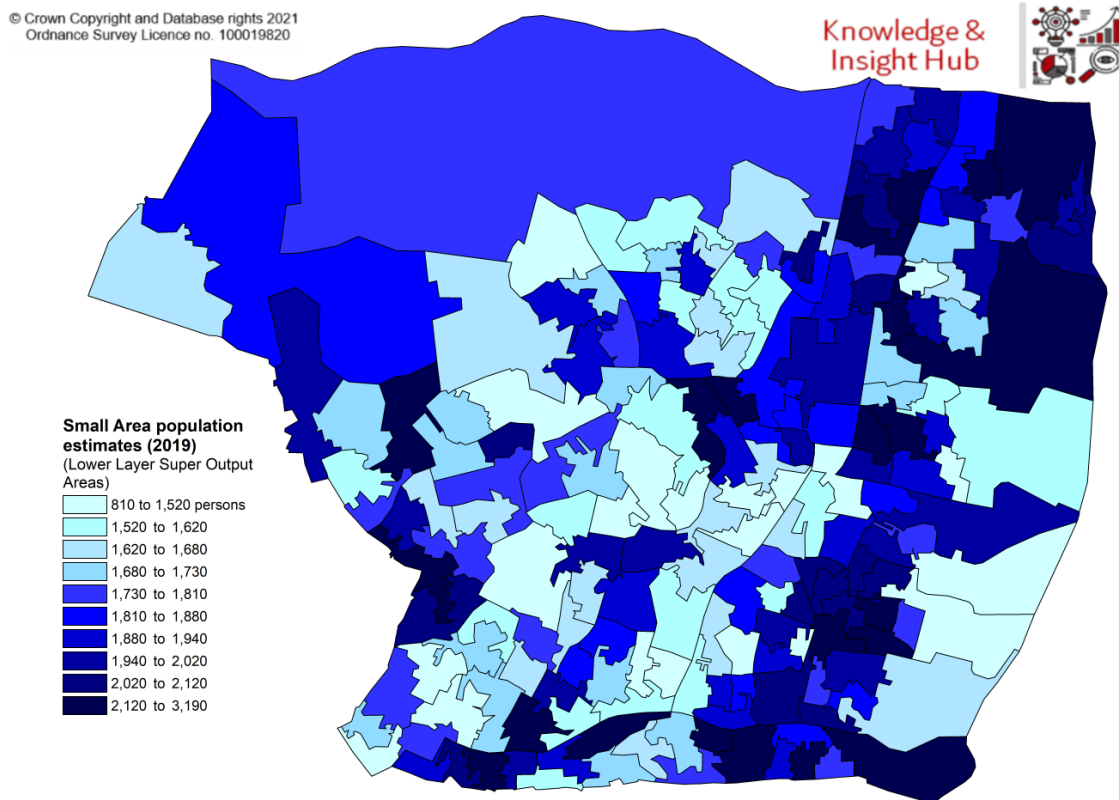 © Crown Copyright and Database rights 2021
Ordnance Survey Licence no. 100019820
Knowledge &
Insight Hub
Small Area population
estimates (2019)
(Lower Layer Super Output
Areas)
810 to 1,520 persons
1,520 to 1,620
1,620 to 1,680
1,680 to 1,730
1,730 to 1,810
1,810 to 1,880
1,880 to 1,940
1,940 to 2,020
2,020 to 2,120
2,120 to 3,190